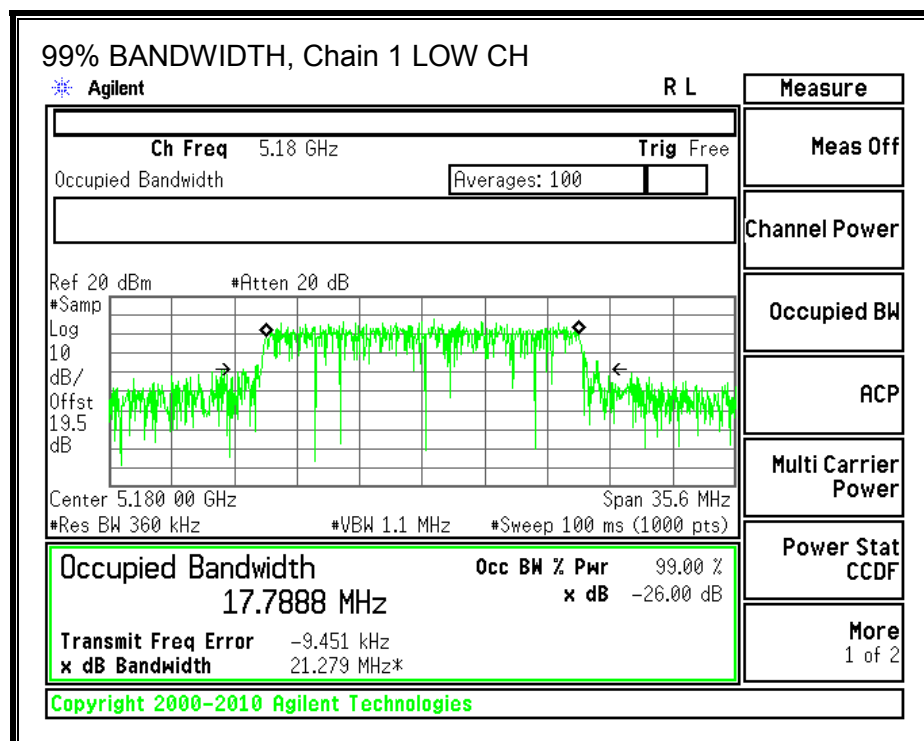 99% BANDWIDTH, Chain 1 LOW CH
Agilent R L
Ch Freq 5.18 GHz Trig Free
Occupied Bandwidth Averages: 100
Ref 20 dBm #Atten 20 dB
#Samp
Log
10
dB/
Offst
19.5
dB
Center 5.180 00 GHz Span 35.6 MHz
#Res BW 360 kHz #VBW 1.1 MHz #Sweep 100 ms (1000 pts)
Occupied Bandwidth Occ BW % Pwr 99.00 %
17.7888 MHz x dB -26.00 dB
Transmit Freq Error -9.451 kHz
x dB Bandwidth 21.279 MHz*
Copyright 2000-2010 Agilent Technologies
Measure
Meas Off
Channel Power
Occupied BW
ACP
Multi Carrier
Power
Power Stat
CCDF
More
1 of 2